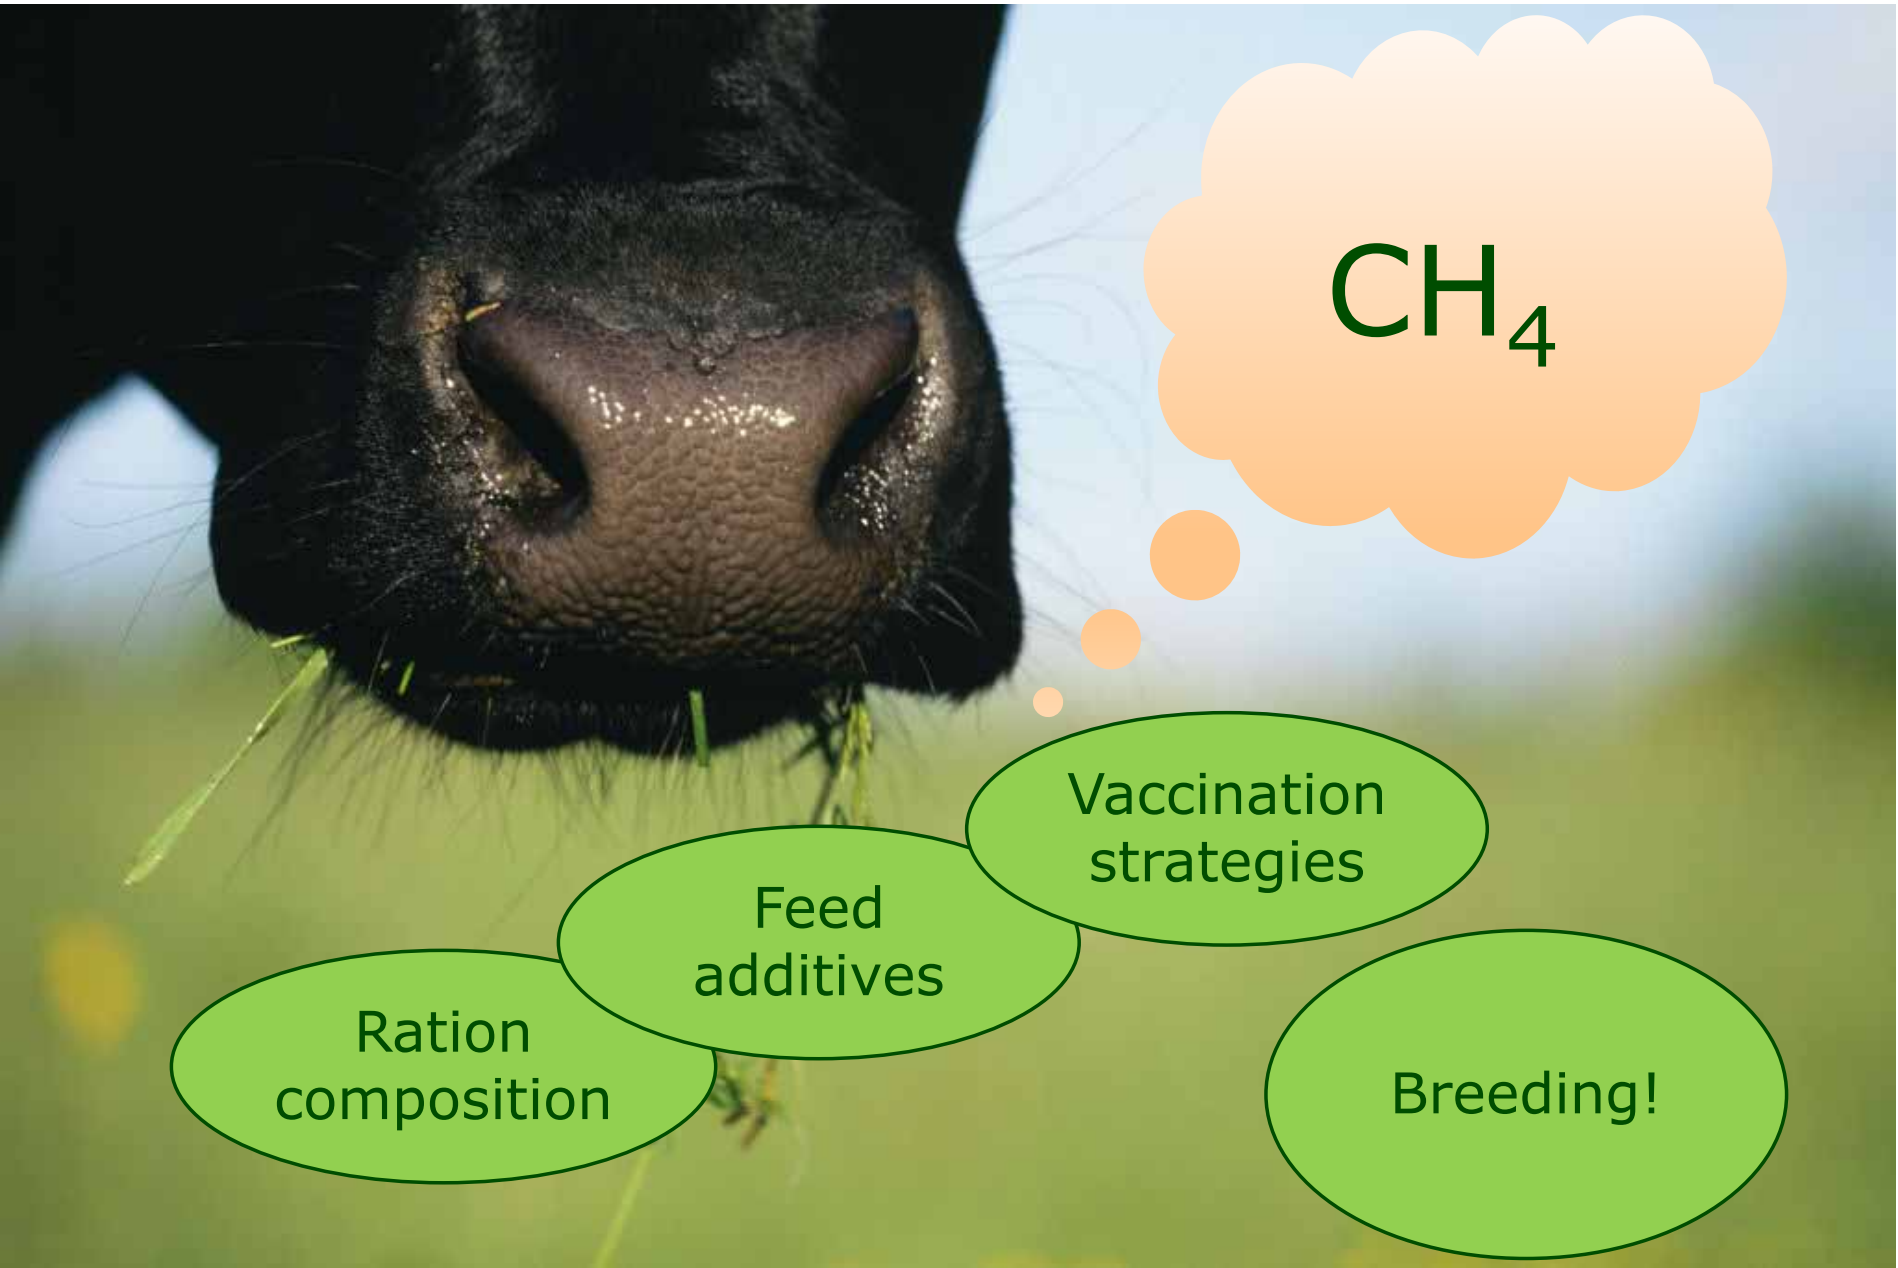 CH₄
Vaccination
strategies
Feed
additives
Ration
composition
Breeding!